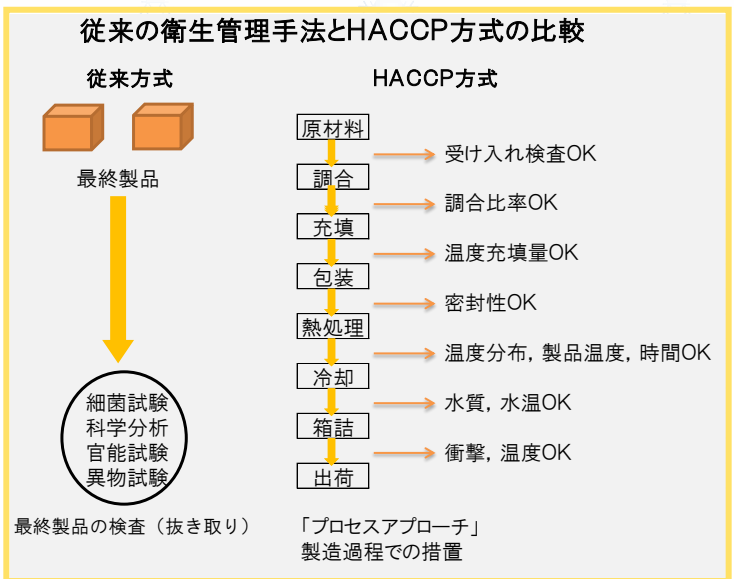 従来の衛生管理手法とHACCP方式の比較
従来方式
最終製品
細菌試験
科学分析
官能試験
異物試験
最終製品の検査（抜き取り）
HACCP方式
原材料
受け入れ検査OK
調合
調合比率OK
充填
温度充填量OK
包装
密封性OK
熱処理
温度分布，製品温度，時間OK
冷却
水質，水温OK
箱詰
衝撃，温度OK
出荷
「プロセスアプローチ」
製造過程での措置